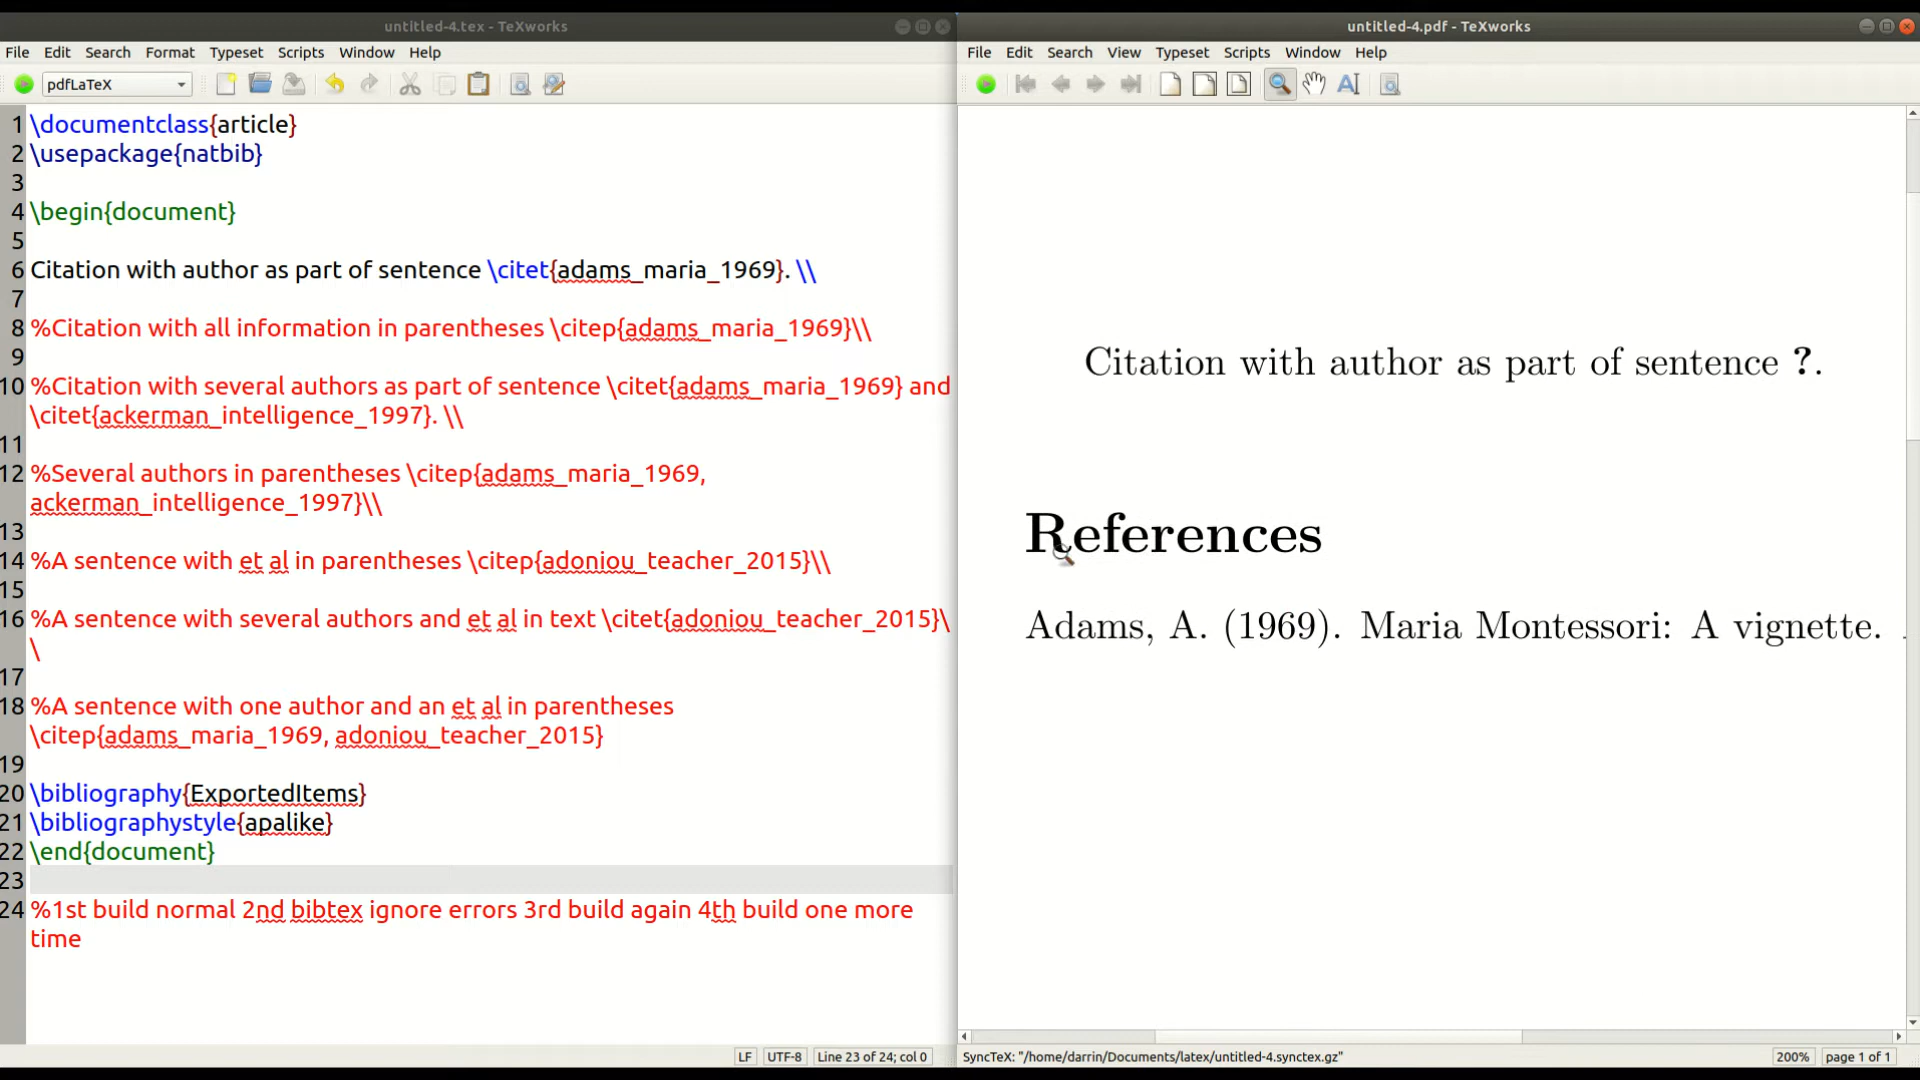 untitled-4.tex - TeXworks
File Edit Search Format Typeset Scripts Window Help
pdfLaTeX
1 \documentclass{article}
2 \usepackage{natbib}
3
4 \begin{document}
5
6 Citation with author as part of sentence \citet{adams_maria_1969}. \\
7
8 %Citation with all information in parentheses \citep{adams_maria_1969}\\
9
10 %Citation with several authors as part of sentence \citet{adams_maria_1969} and
\citet{ackerman_intelligence_1997}. \\
11
12 %Several authors in parentheses \citep{adams_maria_1969,
ackerman_intelligence_1997}\\
13
14 %A sentence with et al in parentheses \citep{adoniou_teacher_2015}\\
15
16 %A sentence with several authors and et al in text \citet{adoniou_teacher_2015}\
\
17
18 %A sentence with one author and an et al in parentheses
\citep{adams_maria_1969, adoniou_teacher_2015}
19
20 \bibliography{ExportedItems}
21 \bibliographystyle{apalike}
22 \end{document}
23
24 %1st build normal 2nd bibtex ignore errors 3rd build again 4th build one more
time
LF UTF-8 Line 23 of 24; col 0
untitled-4.pdf - TeXworks
File Edit Search View Typeset Scripts Window Help
Citation with author as part of sentence ?.
References
Adams, A. (1969). Maria Montessori: A vignette.
SyncTeX: "/home/darrin/Documents/latex/untitled-4.synctex.gz"
200% page 1 of 1